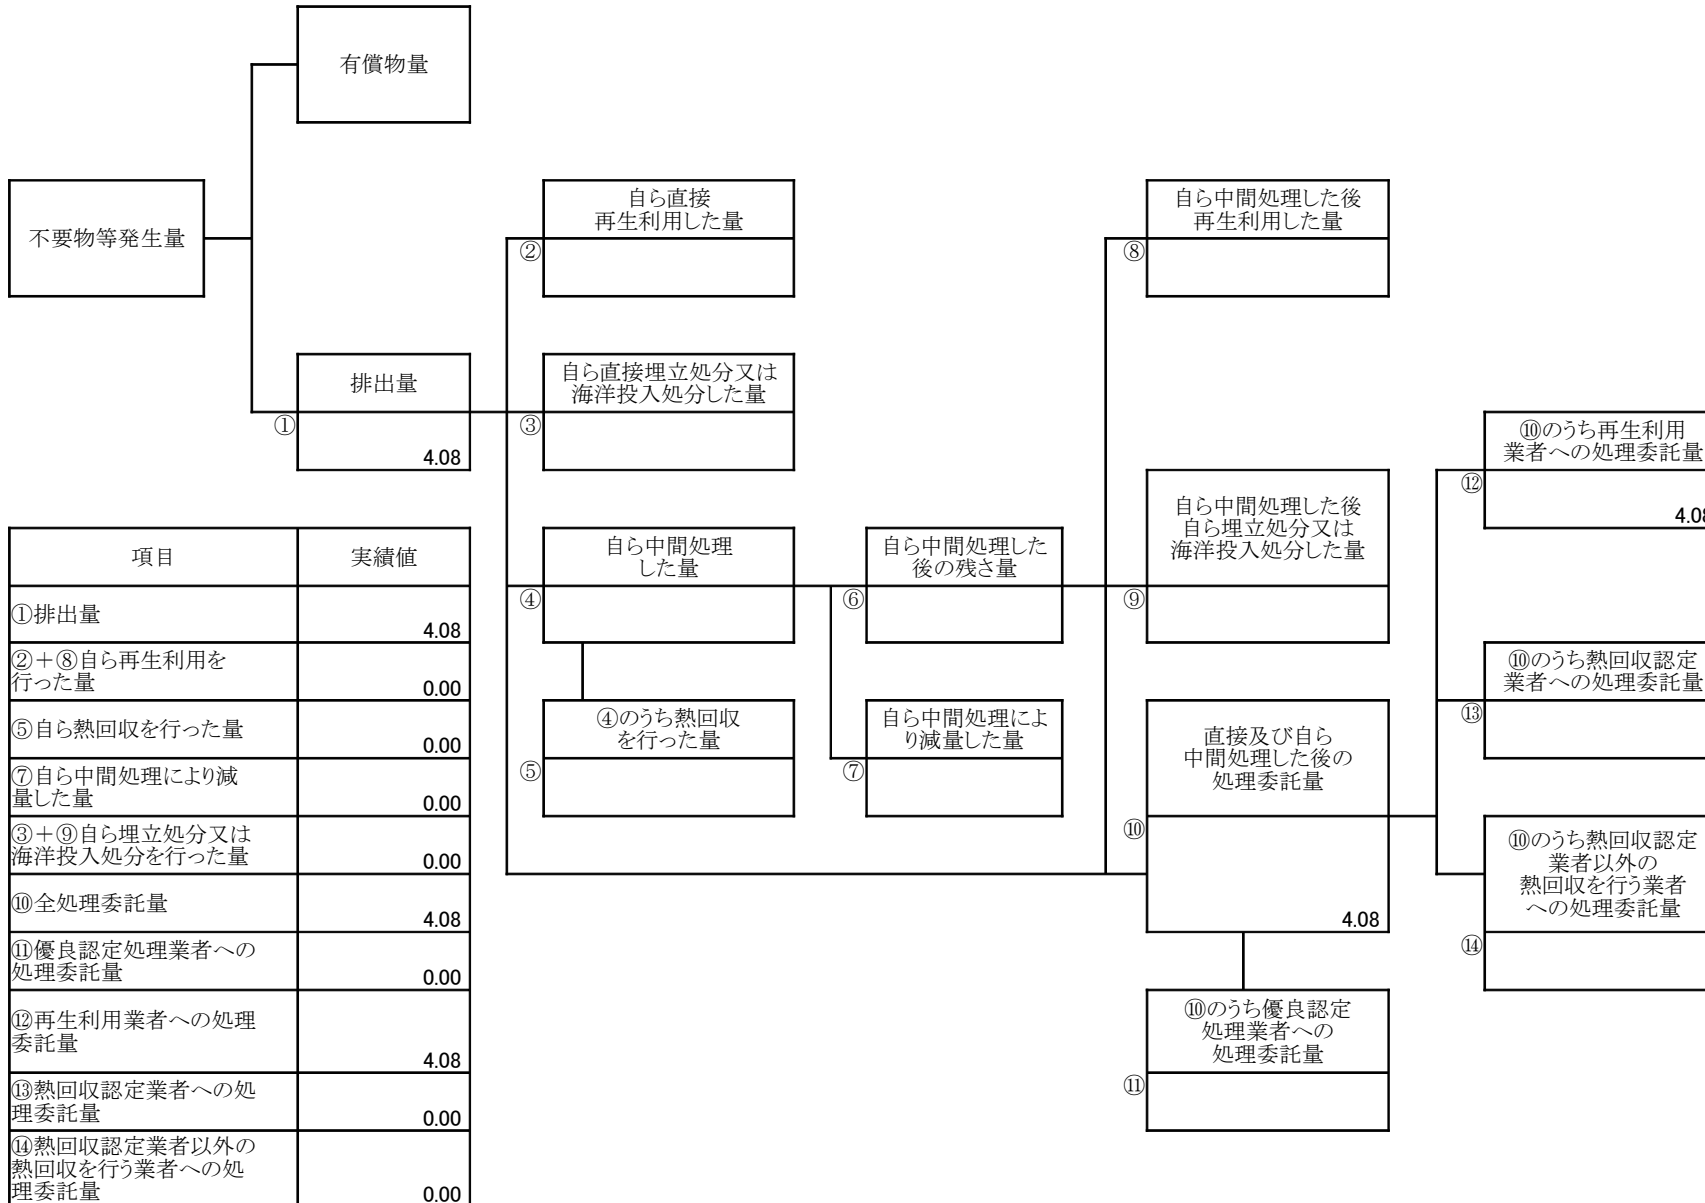 有償物量
不要物等発生量
自ら直接
再生利用した量
②
自ら中間処理した後
再生利用した量
⑧
排出量
①
4.08
自ら直接埋立処分又は
海洋投入処分した量
③
⑩のうち再生利用
業者への処理委託量
⑫
4.08
自ら中間処理
した量
④
自ら中間処理した
後の残さ量
⑥
自ら中間処理した後
自ら埋立処分又は
海洋投入処分した量
⑨
④のうち熱回収
を行った量
⑤
自ら中間処理によ
り減量した量
⑦
直接及び自ら
中間処理した後の
処理委託量
⑩
4.08
⑩のうち熱回収認定
業者への処理委託量
⑬
⑩のうち熱回収認定
業者以外の
熱回収を行う業者
への処理委託量
⑭
⑩のうち優良認定
処理業者への
処理委託量
⑪
項目 実績値
①排出量
4.08
②+⑧自ら再生利用を
行った量
0.00
⑤自ら熱回収を行った量
0.00
⑦自ら中間処理により減
量した量
0.00
③+⑨自ら埋立処分又は
海洋投入処分を行った量
0.00
⑩全処理委託量
4.08
⑪優良認定処理業者への
処理委託量
0.00
⑫再生利用業者への処理
委託量
4.08
⑬熱回収認定業者への処
理委託量
0.00
⑭熱回収認定業者以外の
熱回収を行う業者への処
理委託量
0.00